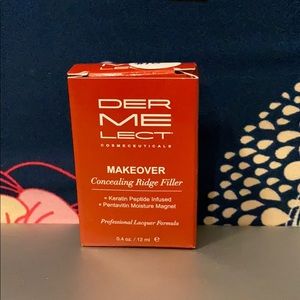 DER
ME
LECT
COSMECEUTICALS
MAKEOVER
Concealing Ridge Filler
• Keratin Peptide Infused
• Pentavitin Moisture Magnet
Professional Lacquer Formula
0.4 oz. / 12 ml ℮